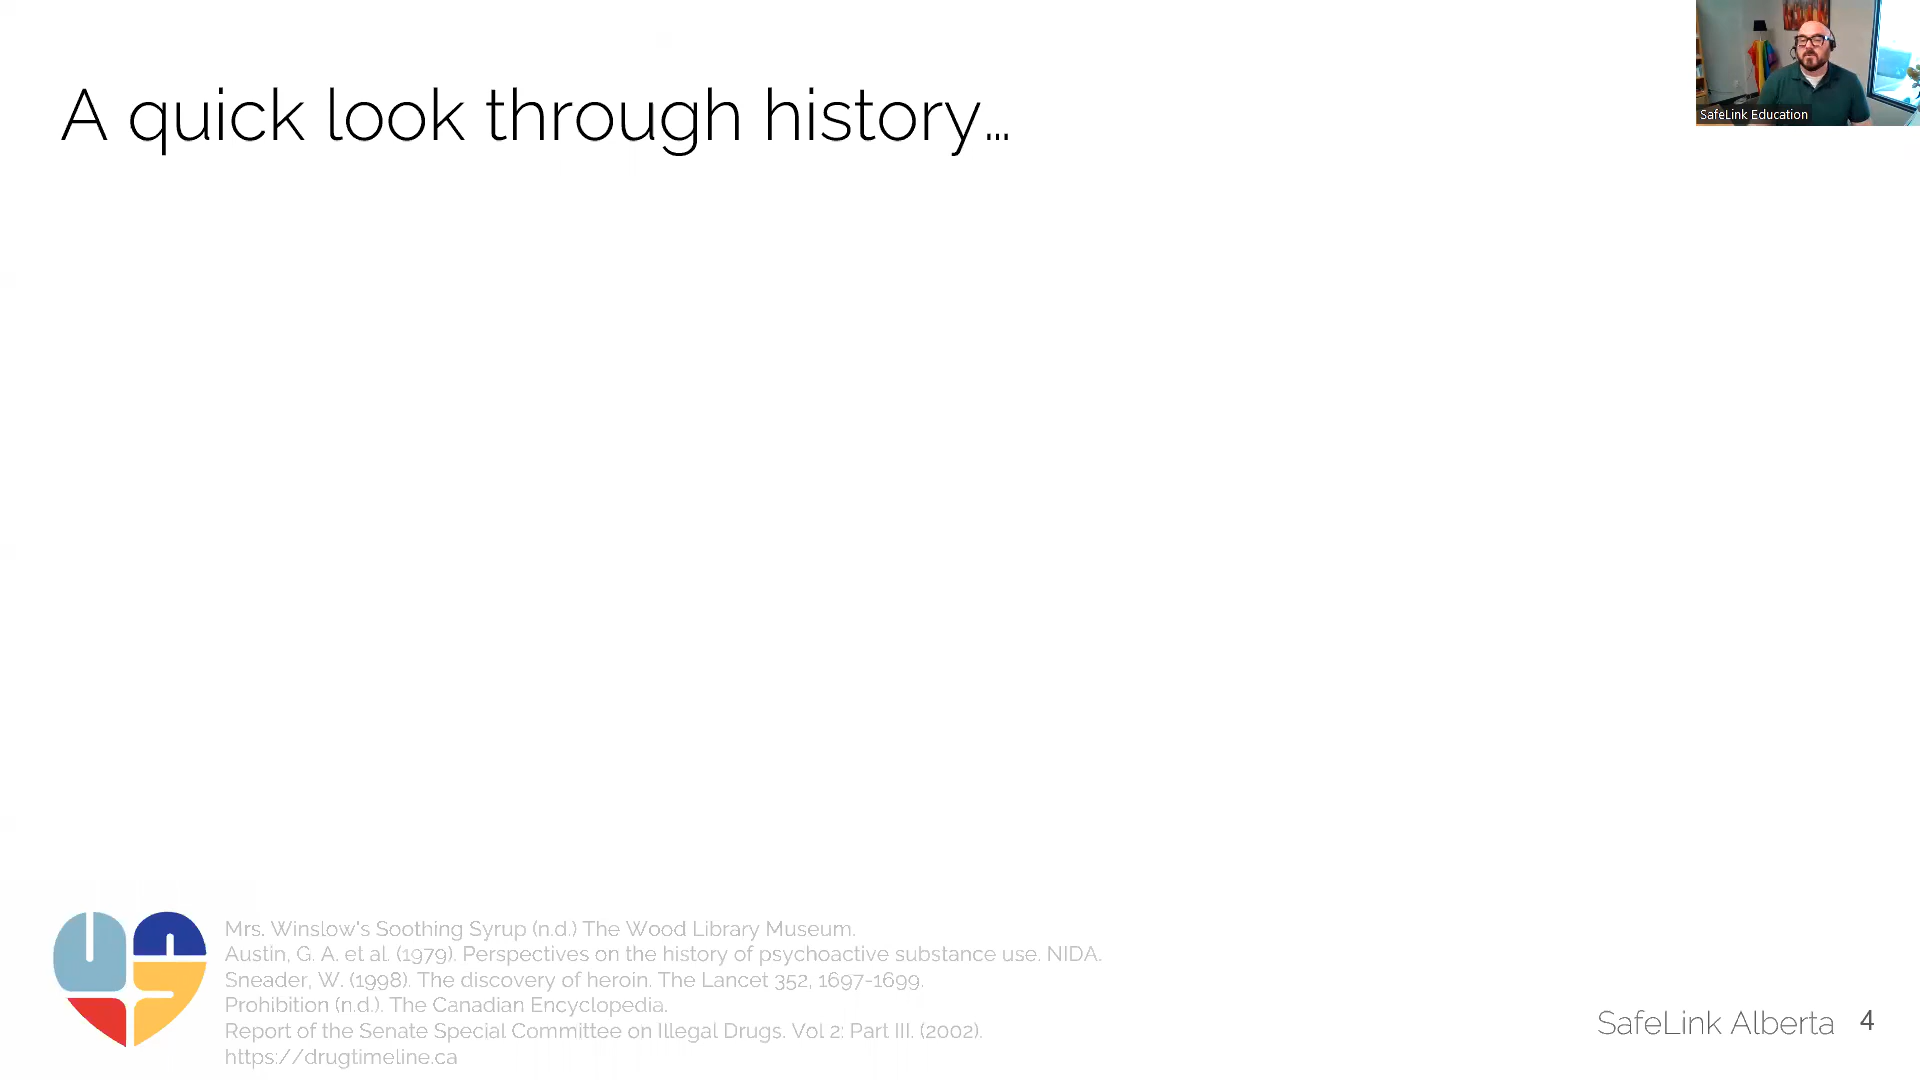 A quick look through history...
SafeLink Education
Mrs. Winslow's Soothing Syrup (n.d.) The Wood Library Museum.
Austin, G. A. et al. (1979). Perspectives on the history of psychoactive substance use. NIDA.
Sneader, W. (1998). The discovery of heroin. The Lancet 352, 1697-1699.
Prohibition (n.d.). The Canadian Encyclopedia.
Report of the Senate Special Committee on Illegal Drugs. Vol 2: Part III. (2002).
https://drugtimeline.ca
SafeLink Alberta 4